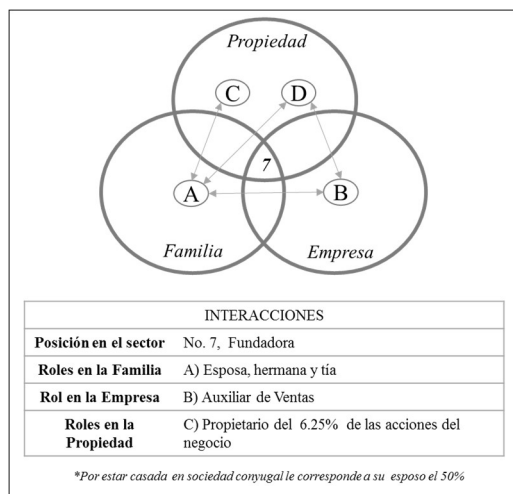 Propiedad
C
D
7
A
B
Familia
Empresa
INTERACCIONES
Posición en el sector No. 7, Fundadora
Roles en la Familia A) Esposa, hermana y tía
Rol en la Empresa B) Auxiliar de Ventas
Roles en la
Propiedad
C) Propietario del 6.25% de las acciones del
negocio
*Por estar casada en sociedad conyugal le corresponde a su esposo el 50%